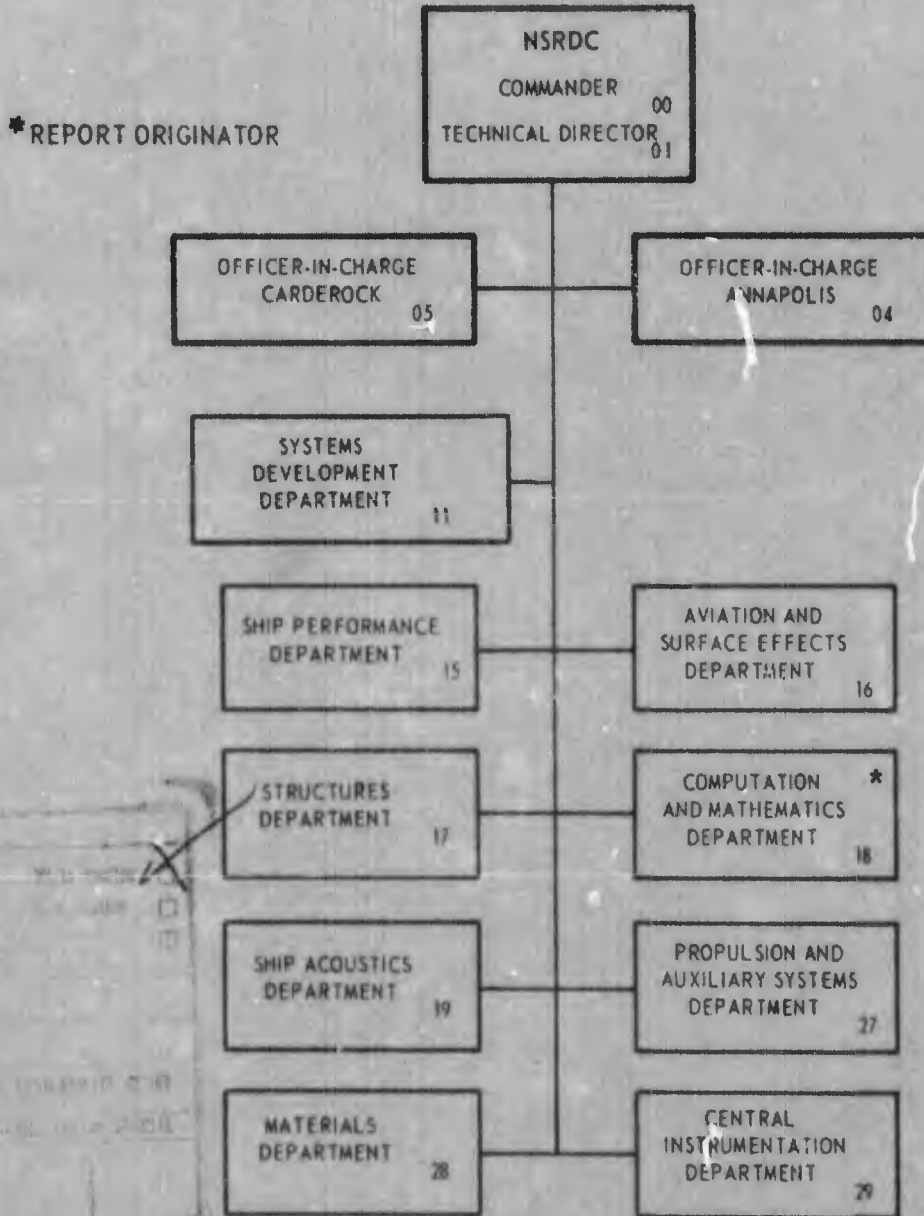 NSRDC
COMMANDER
00
TECHNICAL DIRECTOR
01
*REPORT ORIGINATOR
OFFICER-IN-CHARGE
CARDEROCK
05
OFFICER-IN-CHARGE
ANNAPOLIS
04
SYSTEMS
DEVELOPMENT
DEPARTMENT
11
SHIP PERFORMANCE
DEPARTMENT
15
AVIATION AND
SURFACE EFFECTS
DEPARTMENT
16
STRUCTURES
DEPARTMENT
17
COMPUTATION *
AND MATHEMATICS
DEPARTMENT
18
SHIP ACOUSTICS
DEPARTMENT
19
PROPULSION AND
AUXILIARY SYSTEMS
DEPARTMENT
27
MATERIALS
DEPARTMENT
28
CENTRAL
INSTRUMENTATION
DEPARTMENT
29